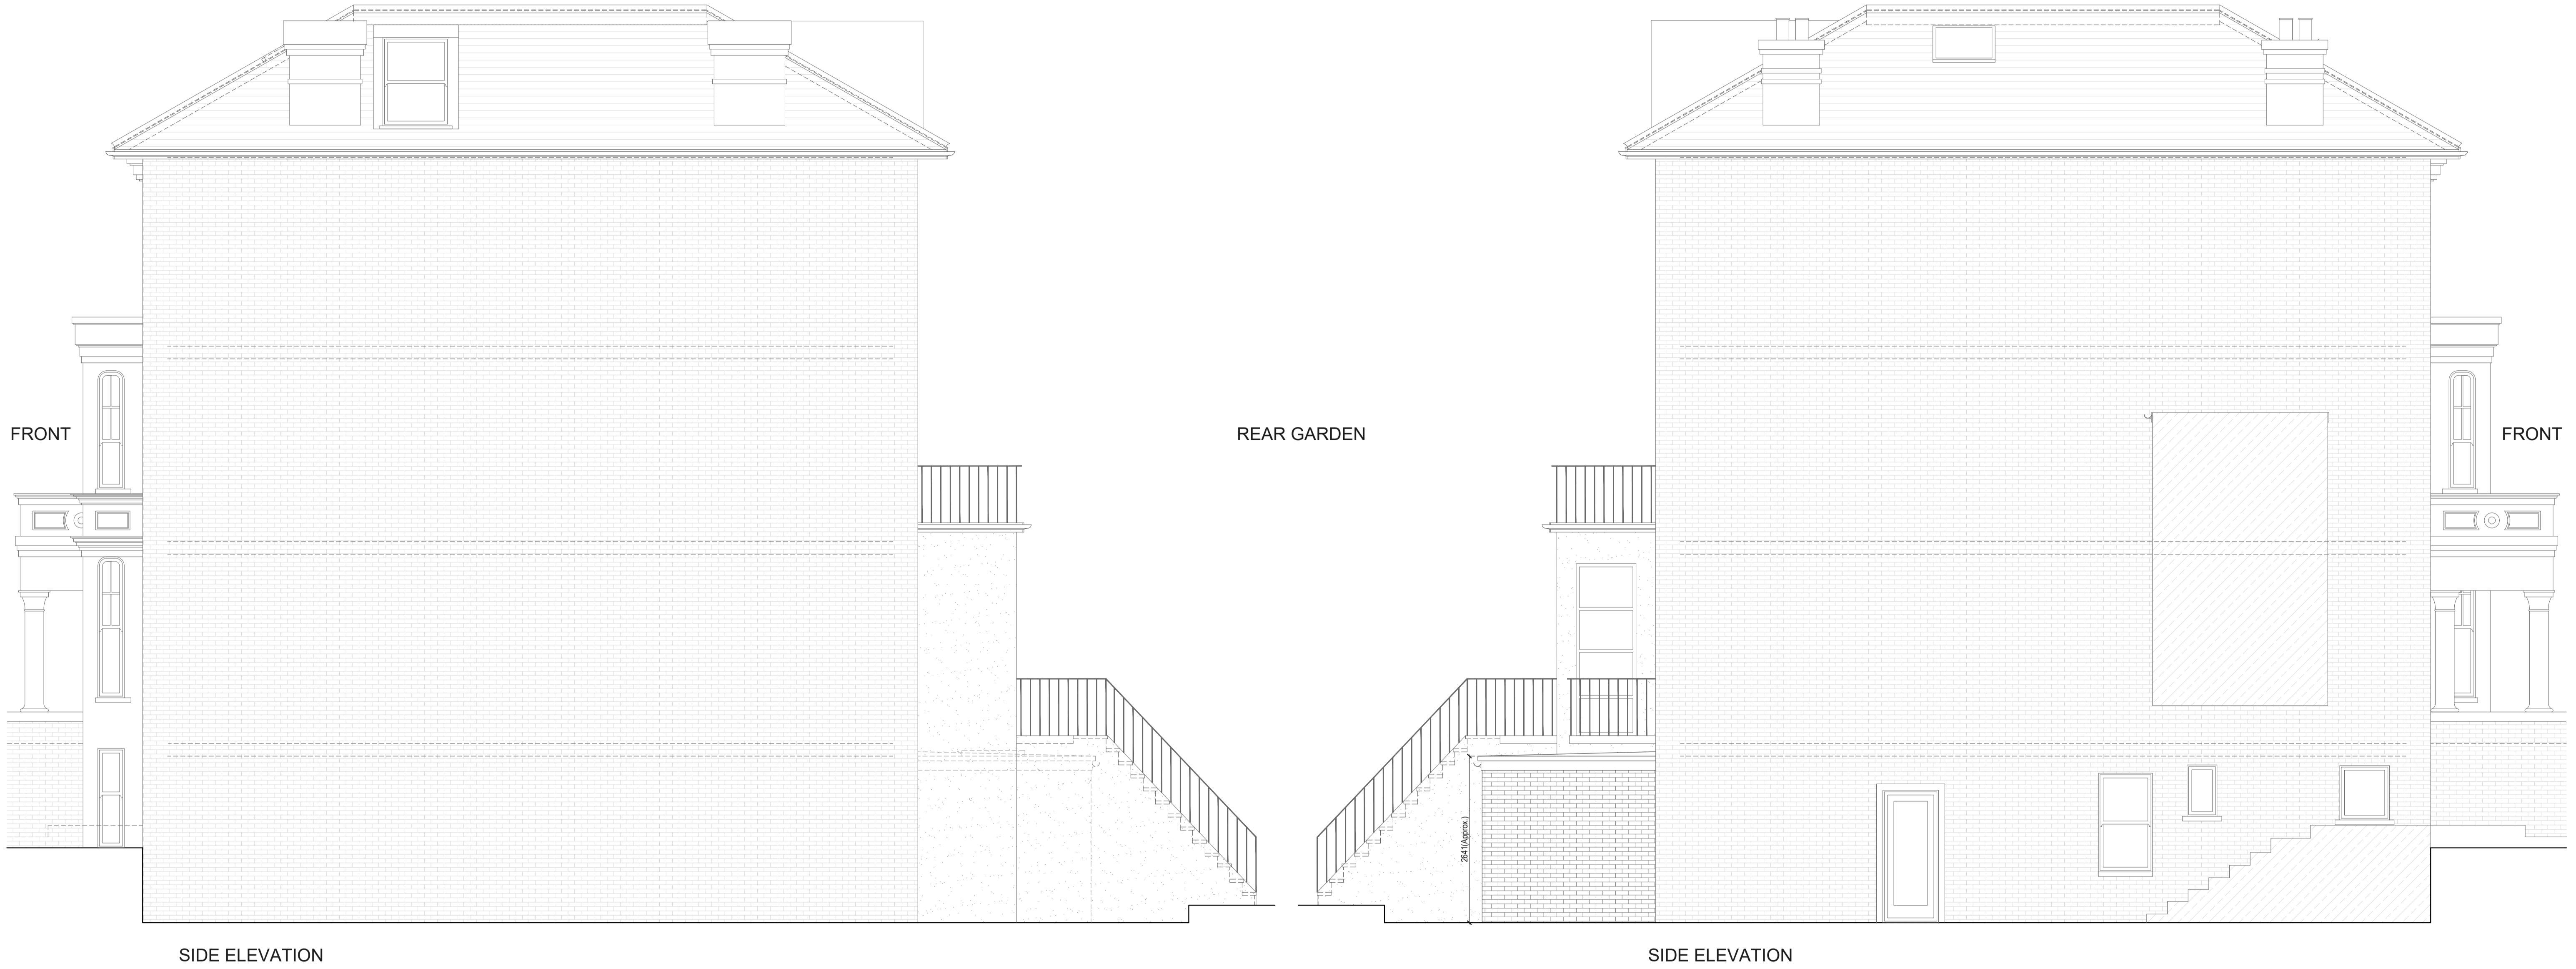 FRONT
REAR GARDEN
FRONT
2641(Approx.)
SIDE ELEVATION
SIDE ELEVATION